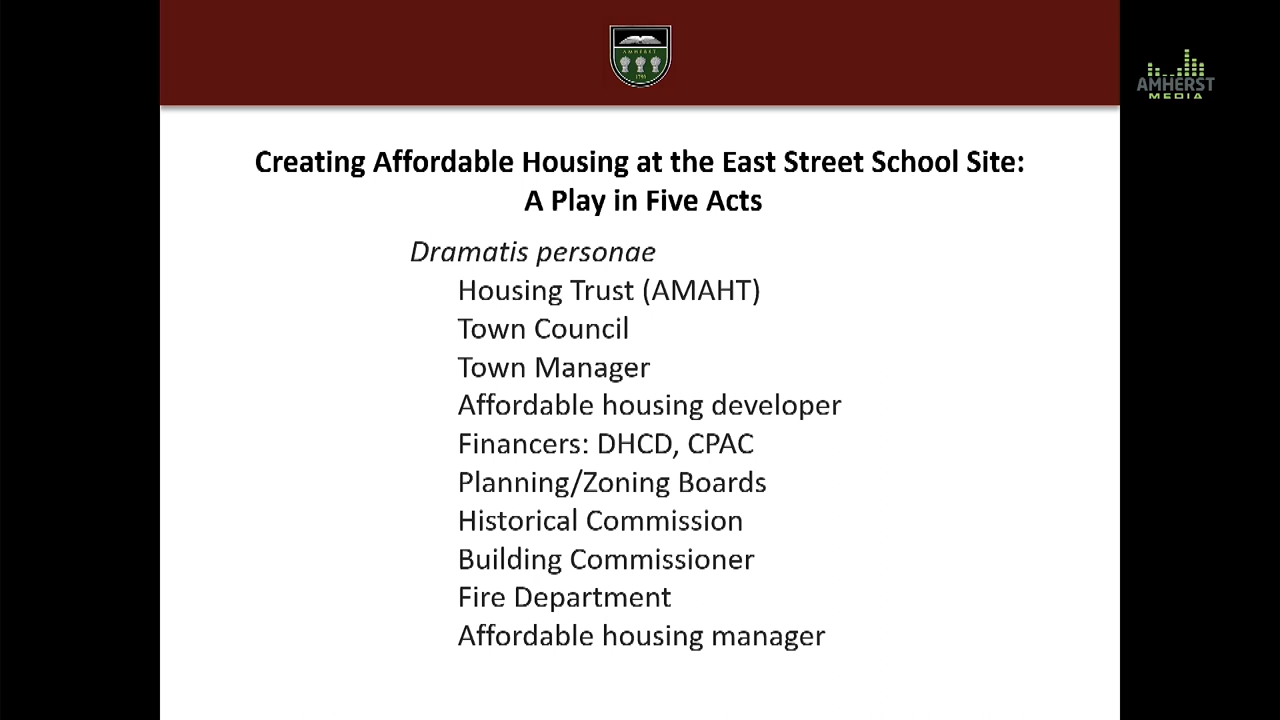 AMHERST
1759
AMHERST
MEDIA
Creating Affordable Housing at the East Street School Site:
A Play in Five Acts
Dramatis personae
Housing Trust (AMAHT)
Town Council
Town Manager
Affordable housing developer
Financers: DHCD, CPAC
Planning/Zoning Boards
Historical Commission
Building Commissioner
Fire Department
Affordable housing manager